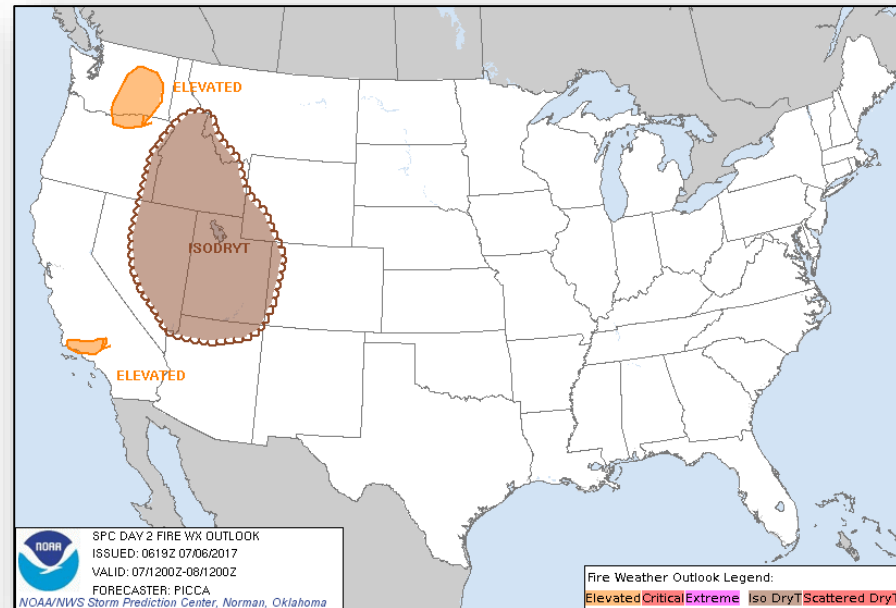 ELEVATED
ISODRYT
ELEVATED
NOAA
SPC DAY 2 FIRE WX OUTLOOK
ISSUED: 0619Z 07/06/2017
VALID: 07/1200Z-08/1200Z
FORECASTER: PICCA
NOAA/NWS Storm Prediction Center, Norman, Oklahoma
Fire Weather Outlook Legend:
Elevated Critical Extreme Iso DryT Scattered DryT